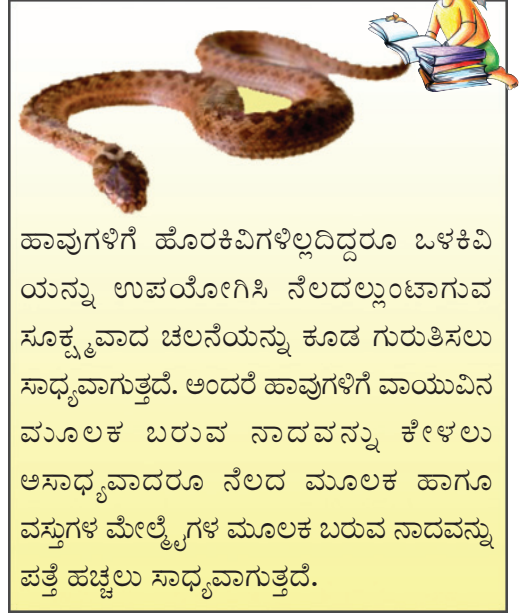 ಹಾವುಗಳಿಗೆ ಹೊರಕಿವಿಗಳಿಲ್ಲದಿದ್ದರೂ ಒಳಕಿವಿ
ಯನ್ನು ಉಪಯೋಗಿಸಿ ನೆಲದಲ್ಲುಂಟಾಗುವ
ಸೂಕ್ಷ್ಮವಾದ ಚಲನೆಯನ್ನು ಕೂಡ ಗುರುತಿಸಲು
ಸಾಧ್ಯವಾಗುತ್ತದೆ. ಅಂದರೆ ಹಾವುಗಳಿಗೆ ವಾಯುವಿನ
ಮೂಲಕ ಬರುವ ನಾದವನ್ನು ಕೇಳಲು
ಅಸಾಧ್ಯವಾದರೂ ನೆಲದ ಮೂಲಕ ಹಾಗೂ
ವಸ್ತುಗಳ ಮೇಲ್ಮೈಗಳ ಮೂಲಕ ಬರುವ ನಾದವನ್ನು
ಪತ್ತೆ ಹಚ್ಚಲು ಸಾಧ್ಯವಾಗುತ್ತದೆ.